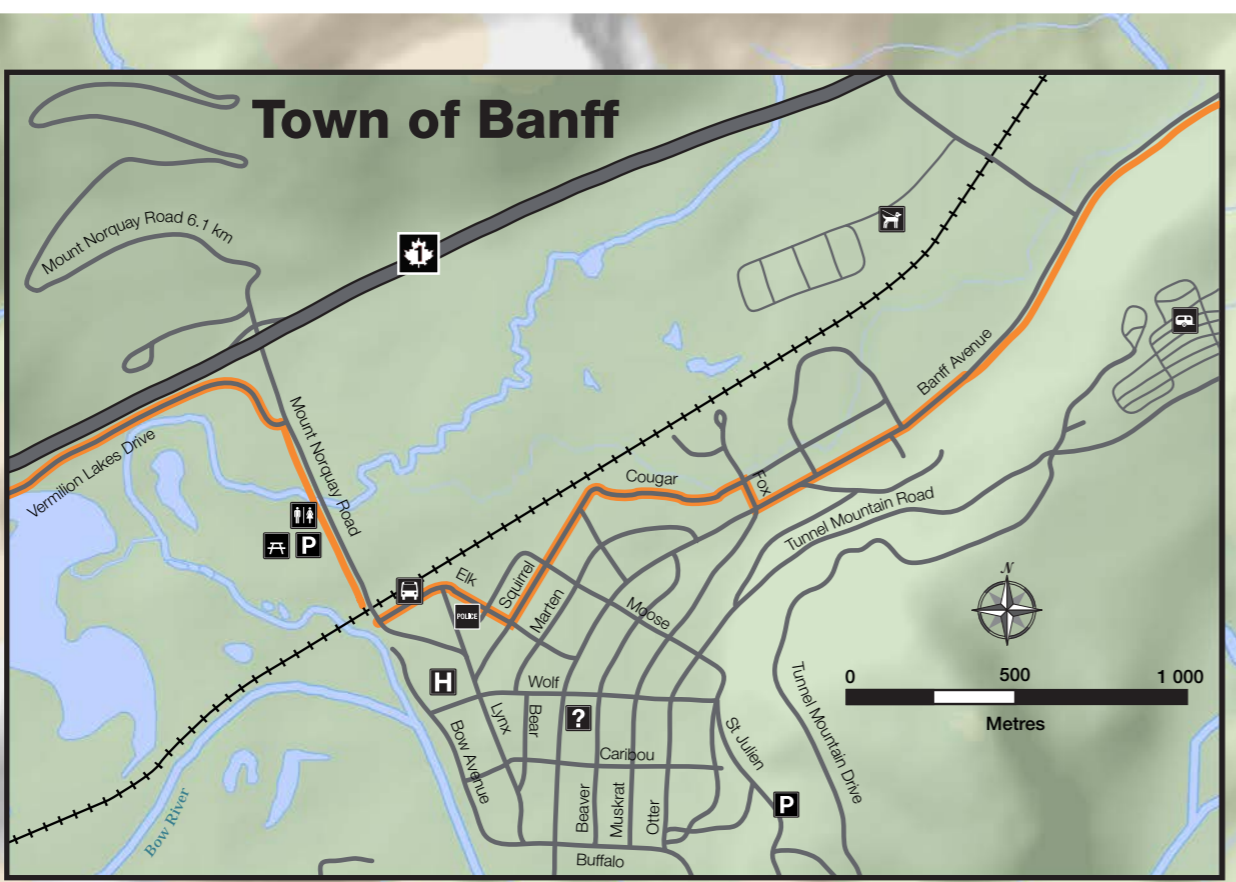 Town of Banff
Mount Norquay Road 6.1 km
1
Vermilion Lakes Drive
Mount Norquay Road
P
Banff Avenue
Cougar
Fox
Tunnel Mountain Road
Elk
POLICE
Squirrel
Marten
Moose
N
0 500 1 000
Metres
H
Wolf
Lynx
Bear
?
Bow Avenue
Caribou
St Julien
Tunnel Mountain Drive
P
Beaver
Muskrat
Otter
Buffalo
Bow River